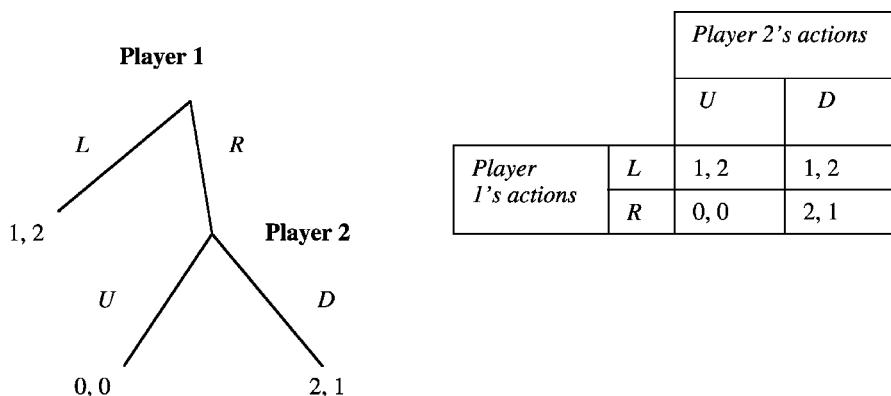 Player 1
L
R
1, 2
Player 2
U
D
0, 0
2, 1
Player 2's actions
U
D
Player
1's actions
L
1, 2
1, 2
R
0, 0
2, 1